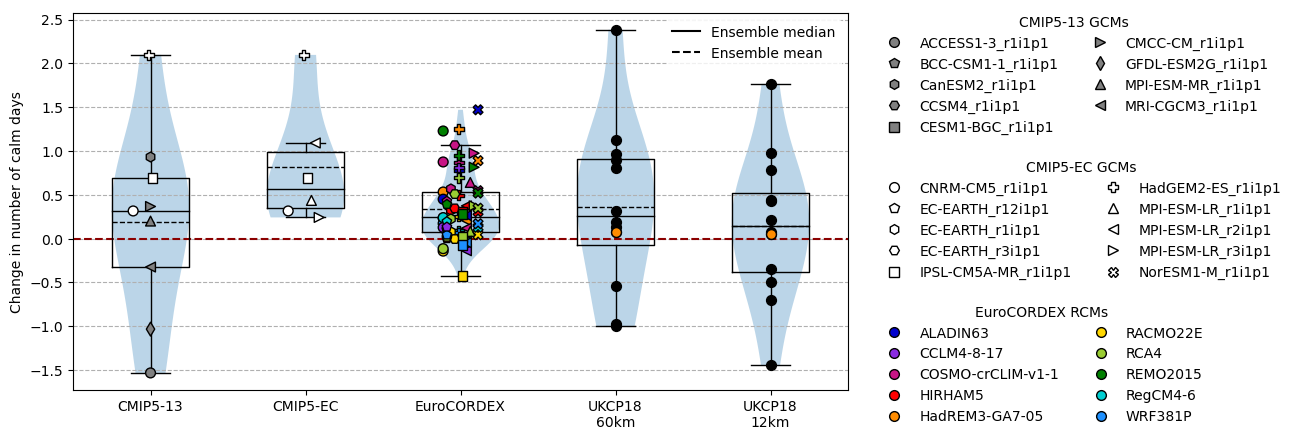 Change in number of calm days
2.5
2.0
1.5
1.0
0.5
0.0
−0.5
−1.0
−1.5
Ensemble median
Ensemble mean
CMIP5-13
CMIP5-EC
EuroCORDEX
UKCP18
60km
UKCP18
12km
CMIP5-13 GCMs
ACCESS1-3_r1i1p1
BCC-CSM1-1_r1i1p1
CanESM2_r1i1p1
CCSM4_r1i1p1
CESM1-BGC_r1i1p1
CMCC-CM_r1i1p1
GFDL-ESM2G_r1i1p1
MPI-ESM-MR_r1i1p1
MRI-CGCM3_r1i1p1
CMIP5-EC GCMs
CNRM-CM5_r1i1p1
EC-EARTH_r12i1p1
EC-EARTH_r1i1p1
EC-EARTH_r3i1p1
IPSL-CM5A-MR_r1i1p1
HadGEM2-ES_r1i1p1
MPI-ESM-LR_r1i1p1
MPI-ESM-LR_r2i1p1
MPI-ESM-LR_r3i1p1
NorESM1-M_r1i1p1
EuroCORDEX RCMs
ALADIN63
CCLM4-8-17
COSMO-crCLIM-v1-1
HIRHAM5
HadREM3-GA7-05
RACMO22E
RCA4
REMO2015
RegCM4-6
WRF381P